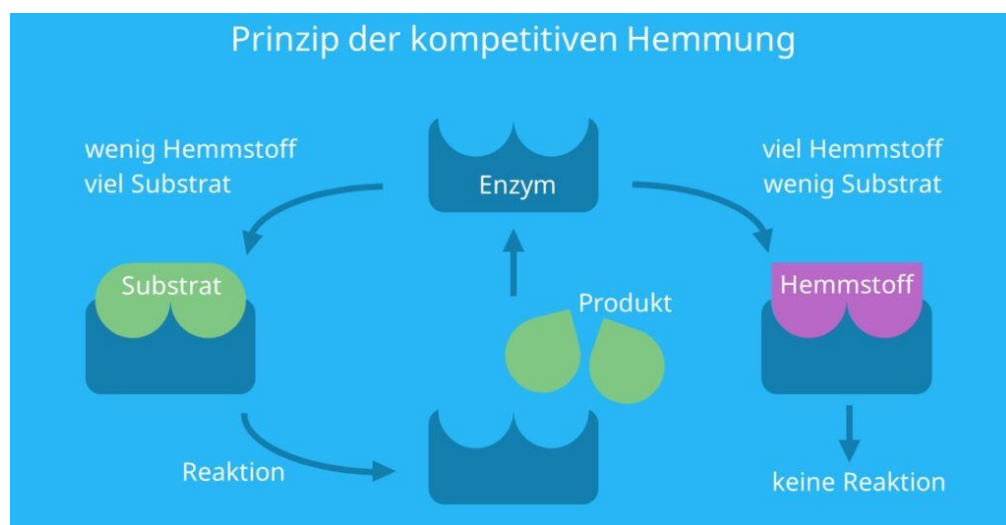 Prinzip der kompetitiven Hemmung
wenig Hemmstoff
viel Substrat
Enzym
viel Hemmstoff
wenig Substrat
Substrat
Produkt
Hemmstoff
Reaktion
keine Reaktion